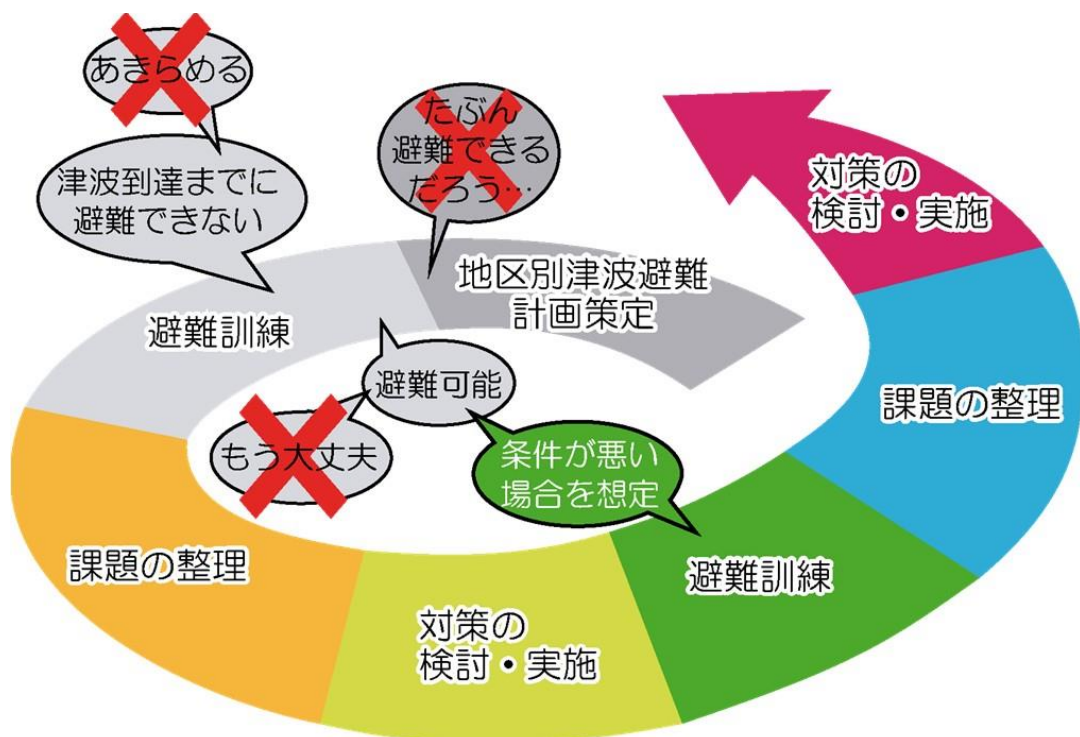 あきらめる
津波到達までに
避難できない
たぶん
避難できる
だろう…
地区別津波避難
計画策定
避難訓練
避難可能
もう大丈夫
条件が悪い
場合を想定
課題の整理
対策の
検討・実施
避難訓練
課題の整理
対策の
検討・実施